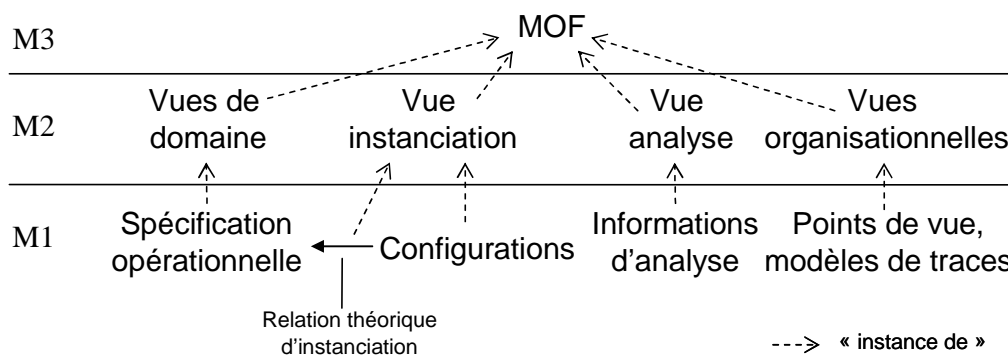 M3
MOF
M2
Vues de
domaine
Vue
instanciation
Vue
analyse
Vues
organisationnelles
M1
Spécification
opérationnelle
Configurations
Informations
d'analyse
Points de vue,
modèles de traces
Relation théorique
d'instanciation
« instance de »